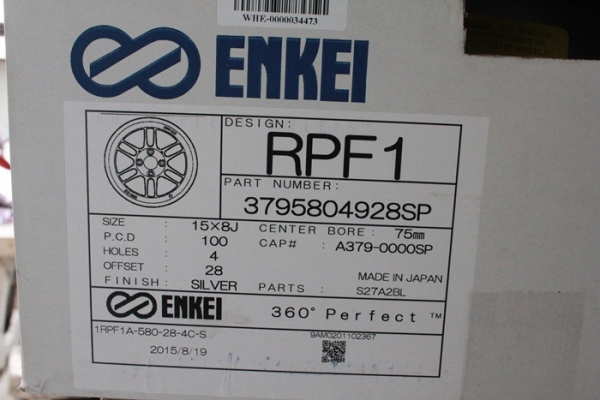 WHE-0000034473
ENKEI
DESIGN:
RPF1
PART NUMBER:
3795804928SP
SIZE 15×8J CENTER BORE: 75mm
P.C.D 100 CAP# : A379-0000SP
HOLES 4
OFFSET 28 MADE IN JAPAN
FINISH: SILVER PARTS : S27A2BL
ENKEI 360° Perfect ™
1RPF1A-580-28-4C-S 9AM0201102367
2015/8/19